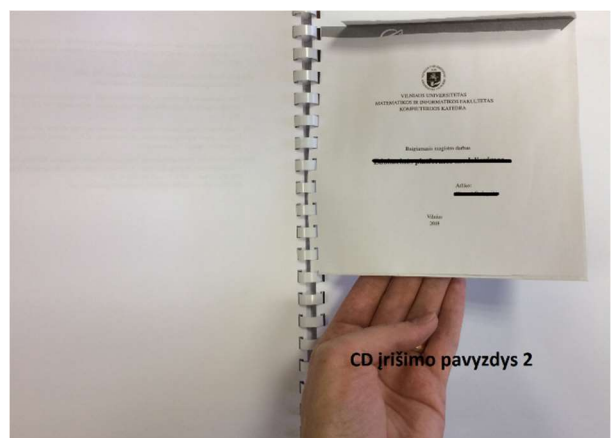 VILNIAUS UNIVERSITETAS
MATEMATIKOS IR INFORMATIKOS FAKULTETAS
KOMPIUTERIJOS KATEDRA
Baigiamasis magistro darbas
Atliko:
Vilnius
CD įrišimo pavyzdys 2